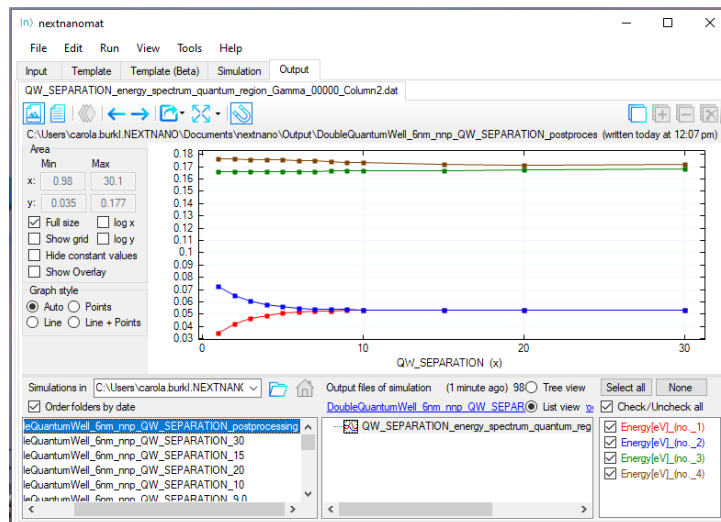 |n⟩ nextnanomat
File Edit Run View Tools Help
Input Template Template (Beta) Simulation Output
QW_SEPARATION_energy_spectrum_quantum_region_Gamma_00000_Column2.dat
C:\Users\carola.burkl.NEXTNANO\Documents\nextnano\Output\DoubleQuantumWell_6nm_nnp_QW_SEPARATION_postproces (written today at 12:07 pm)
Area
Min Max
x: 0.98 30.1
y: 0.035 0.177
Full size log x
Show grid log y
Hide constant values
Show Overlay
Graph style
Auto Points
Line Line + Points
0.18
0.17
0.16
0.15
0.14
0.13
0.12
0.11
0.10
0.09
0.08
0.07
0.06
0.05
0.04
0.03
0 10 20 30
QW_SEPARATION (x)
Simulations in C:\Users\carola.burkl.NEXTNAN( Output files of simulation (1 minute ago) 98 Tree view Select all None
Order folders by date DoubleQuantumWell_6nm_nnp_QW_SEPAR List view Check/Uncheck all
leQuantumWell_6nm_nnp_QW_SEPARATION_postprocessing
leQuantumWell_6nm_nnp_QW_SEPARATION_30
leQuantumWell_6nm_nnp_QW_SEPARATION_15
leQuantumWell_6nm_nnp_QW_SEPARATION_20
leQuantumWell_6nm_nnp_QW_SEPARATION_10
leQuantumWell_6nm_nnp_QW_SEPARATION_9.0
QW_SEPARATION_energy_spectrum_quantum_reg
Energy[eV]_(no._1)
Energy[eV]_(no._2)
Energy[eV]_(no._3)
Energy[eV]_(no._4)